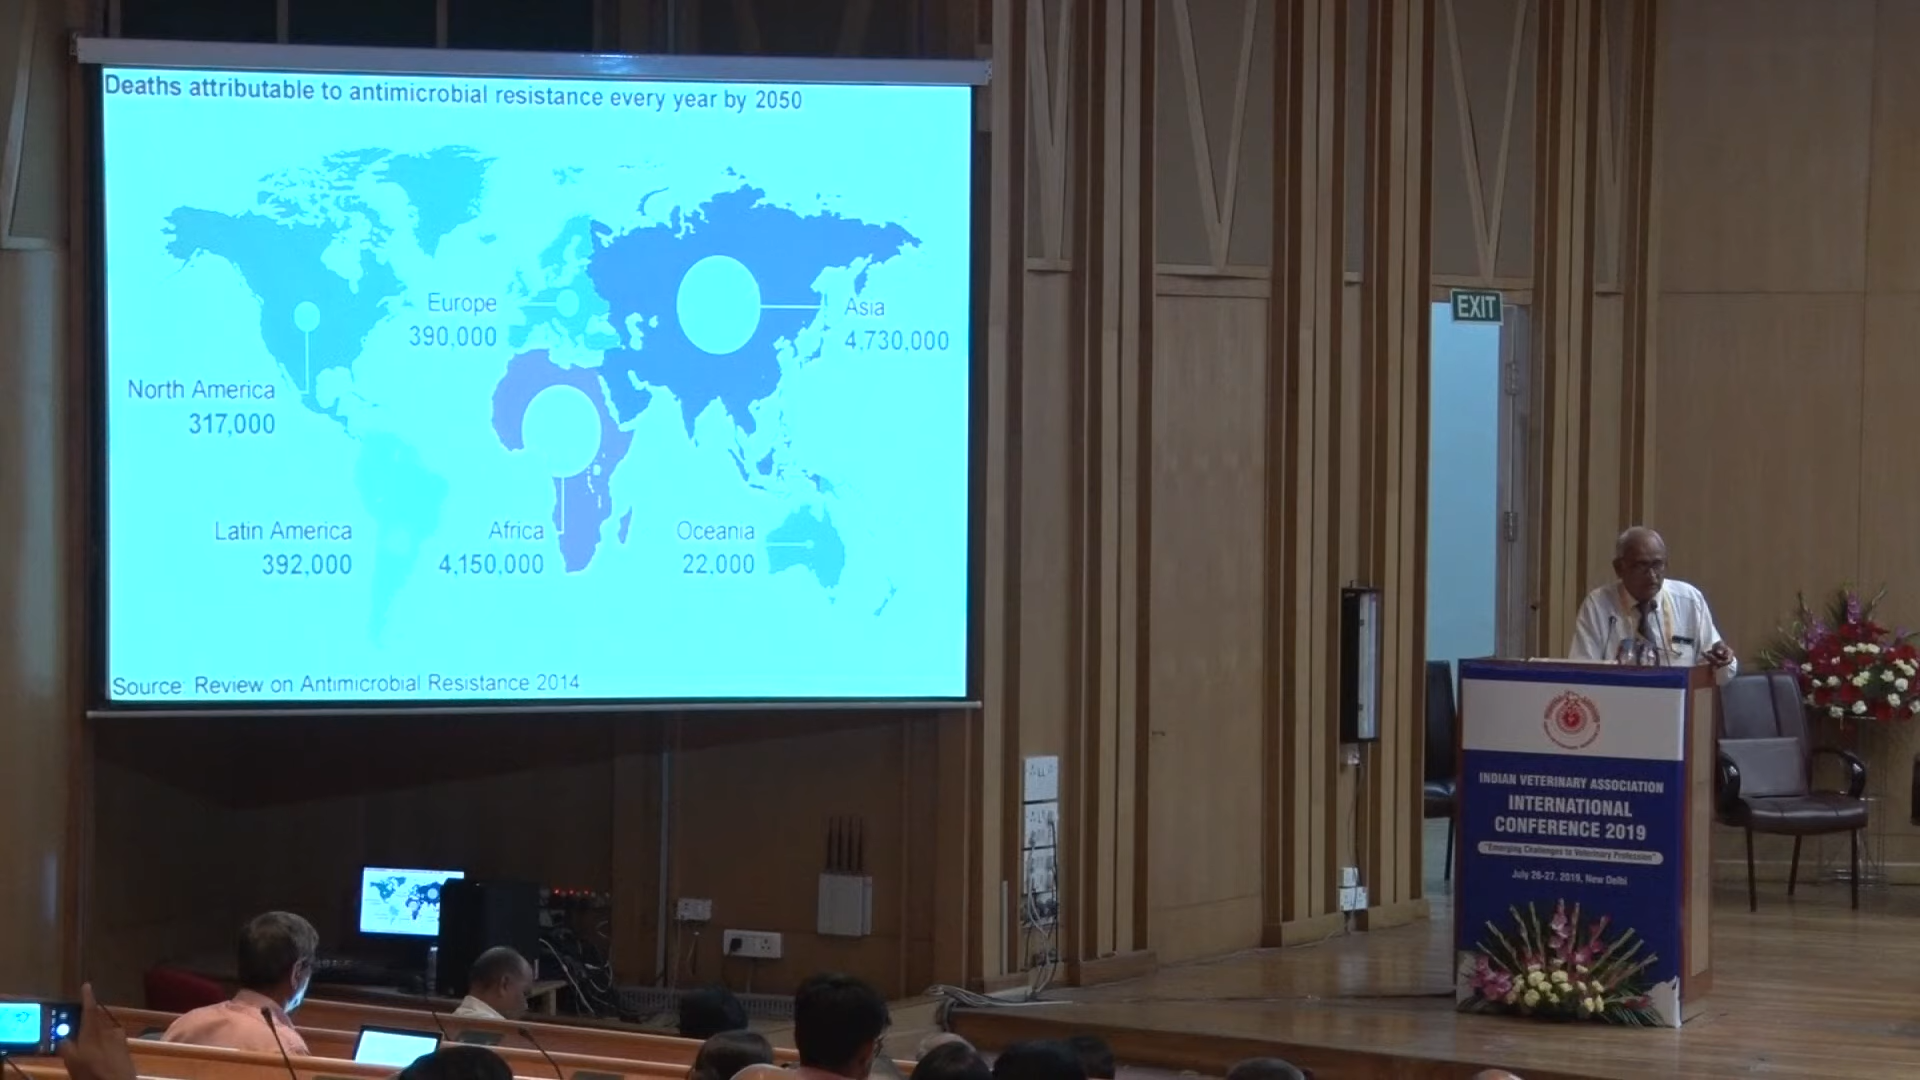 Deaths attributable to antimicrobial resistance every year by 2050
Europe
390,000
Asia
4,730,000
North America
317,000
Latin America
392,000
Africa
4,150,000
Oceania
22,000
Source: Review on Antimicrobial Resistance 2014
EXIT
INDIAN VETERINARY ASSOCIATION
INTERNATIONAL
CONFERENCE 2019
"Emerging Challenges to Veterinary Profession"
July 26-27, 2019, New Delhi